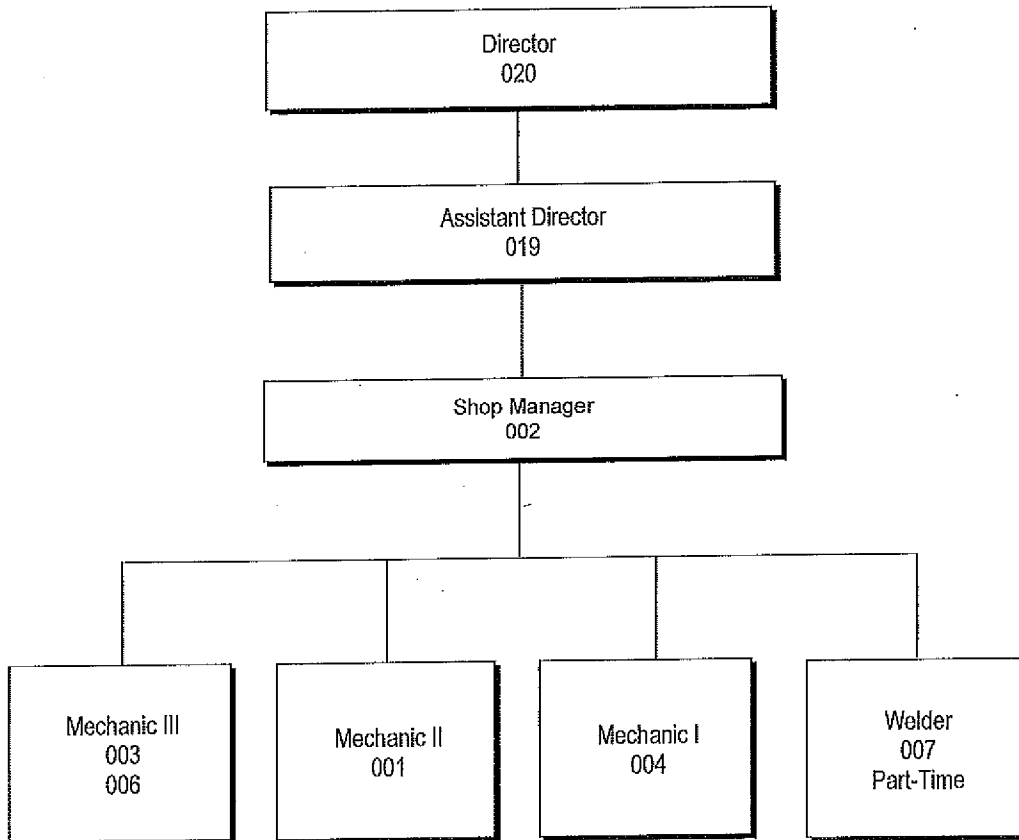 Director
020
Assistant Director
019
Shop Manager
002
Mechanic III
003
006
Mechanic II
001
Mechanic I
004
Welder
007
Part-Time